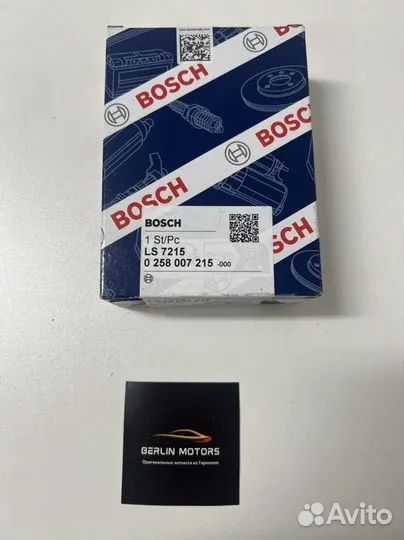 BOSCH
BOSCH
BOSCH
BOSCH
1 St/Pc
LS 7215
0 258 007 215 -000
BERLIN MOTORS
Оригинальные запчасти из Германии
Avito